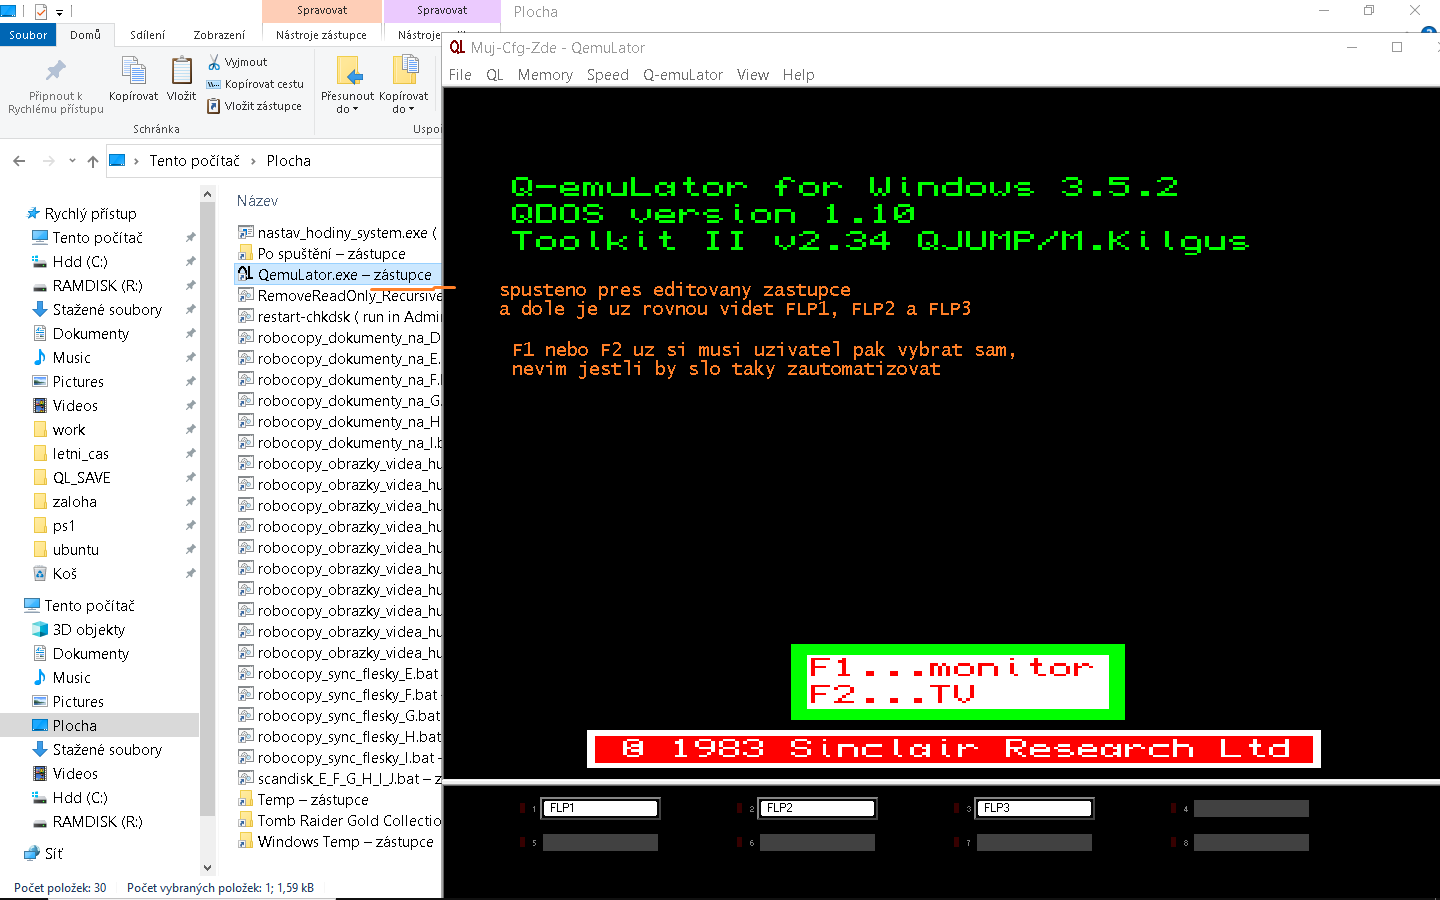 Spravovat
Spravovat
Plocha
Soubor
Domů
Sdílení
Zobrazení
Nástroje zástupce
Nástroje
Připnout k
Rychlému přístupu
Kopírovat
Vložit
Vyjmout
Kopírovat cestu
Vložit zástupce
Schránka
Přesunout
do
Kopírovat
do
Uspoi
Tento počítač
Plocha
Rychlý přístup
Tento počítač
Hdd (C:)
RAMDISK (R:)
Stažené soubory
Dokumenty
Music
Pictures
Videos
work
letni_cas
QL_SAVE
zaloha
ps1
ubuntu
Koš
Tento počítač
3D objekty
Dokumenty
Music
Pictures
Plocha
Stažené soubory
Videos
Hdd (C:)
RAMDISK (R:)
Síť
Název
nastav_hodiny_system.exe (
Po spuštění – zástupce
QemuLator.exe – zástupce
RemoveReadOnly_Recursive
restart-chkdsk ( run in Admi
robocopy_dokumenty_na_D
robocopy_dokumenty_na_E.
robocopy_dokumenty_na_F.
robocopy_dokumenty_na_G
robocopy_dokumenty_na_H
robocopy_dokumenty_na_I.b
robocopy_obrazky_videa_hu
robocopy_obrazky_videa_hu
robocopy_obrazky_videa_hu
robocopy_obrazky_videa_hu
robocopy_obrazky_videa_hu
robocopy_obrazky_videa_hu
robocopy_obrazky_videa_hu
robocopy_obrazky_videa_hu
robocopy_obrazky_videa_hu
robocopy_obrazky_videa_hu
robocopy_sync_flesky_E.bat
robocopy_sync_flesky_F.bat
robocopy_sync_flesky_G.bat
robocopy_sync_flesky_H.bat
robocopy_sync_flesky_I.bat –
scandisk_E_F_G_H_I_J.bat – z
Temp – zástupce
Tomb Raider Gold Collectio
Windows Temp – zástupce
Počet položek: 30
Počet vybraných položek: 1; 1,59 kB
QL Muj-Cfg-Zde - QemuLator
File QL Memory Speed Q-emuLator View Help
Q-emuLator for Windows 3.5.2
QDOS version 1.10
Toolkit II v2.34 QJUMP/M.Kilgus
spusteno pres editovany zastupce
a dole je uz rovnou videt FLP1, FLP2 a FLP3
F1 nebo F2 uz si musi uzivatel pak vybrat sam,
nevim jestli by slo taky zautomatizovat
F1...monitor
F2...TV
© 1983 Sinclair Research Ltd
1 FLP1 2 FLP2 3 FLP3 4
5 6 7 8